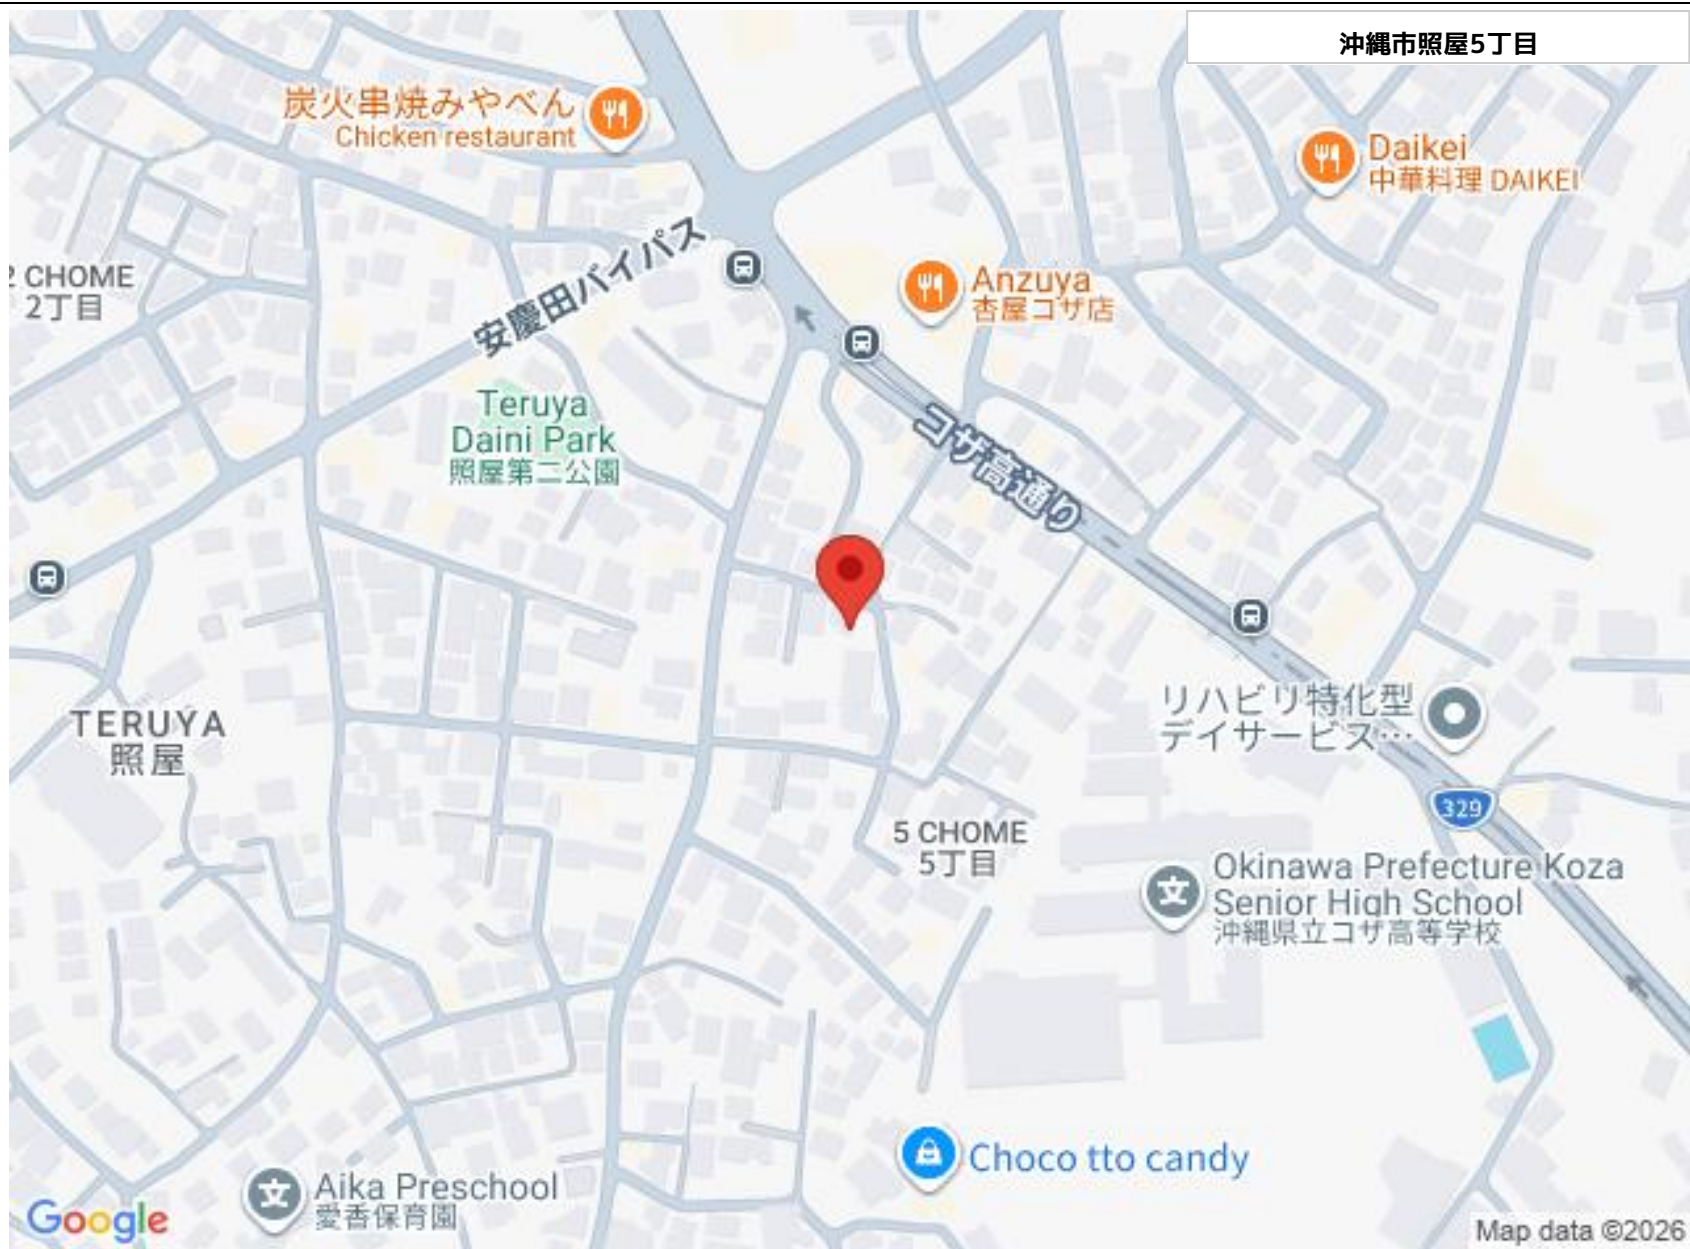 沖縄市照屋5丁目
炭火串焼みやべん
Chicken restaurant
Daikei
中華料理 DAIKEI
安慶田バイパス
2 CHOME
2丁目
Anzuya
杏屋コザ店
Teruya
Daini Park
照屋第二公園
コザ高通り
リハビリ特化型
デイサービス…
TERUYA
照屋
329
5 CHOME
5丁目
Okinawa Prefecture Koza
Senior High School
沖縄県立コザ高等学校
文
Choco tto candy
文
Aika Preschool
愛香保育園
Google
Map data ©2026